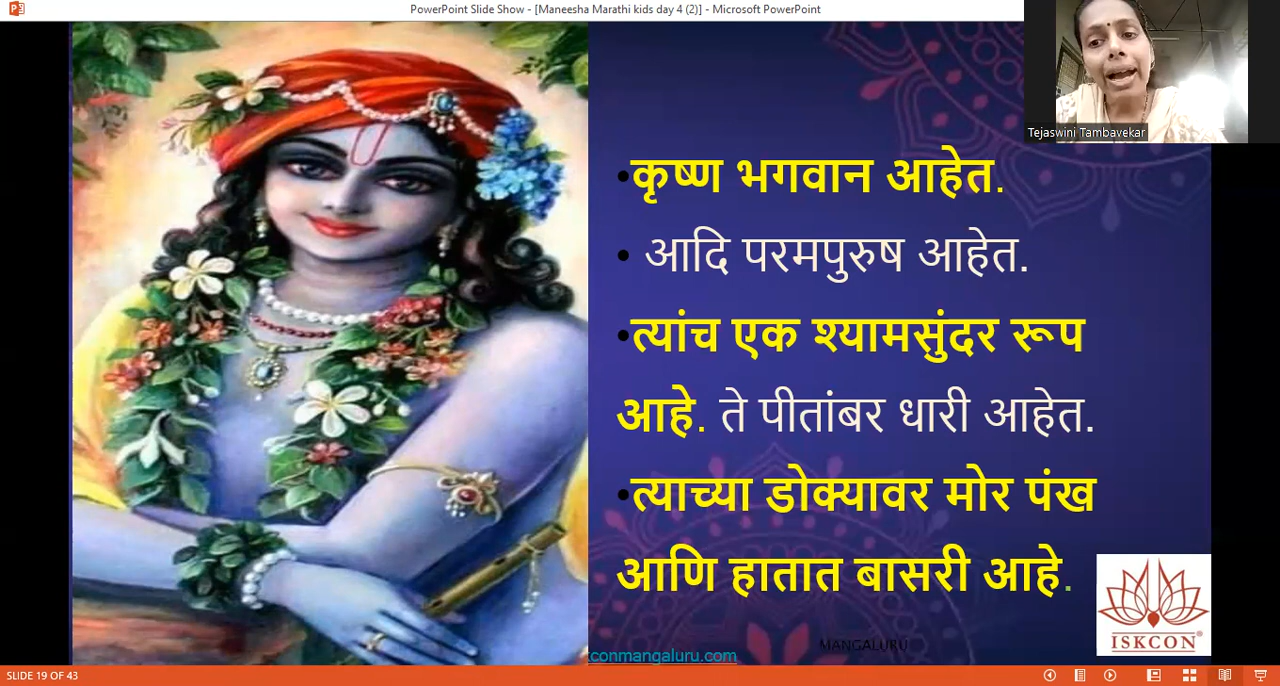 PowerPoint Slide Show - [Maneesha Marathi kids day 4 (2)] - Microsoft PowerPoint
Tejaswini Tambavekar
•कृष्ण भगवान आहेत.
• आदि परमपुरुष आहेत.
•त्यांच एक श्यामसुंदर रूप
आहे. ते पीतांबर धारी आहेत.
•त्याच्या डोक्यावर मोर पंख
आणि हातात बासरी आहे.
MANGALURU
ISKCON®
conmangaluru.com
SLIDE 19 OF 43